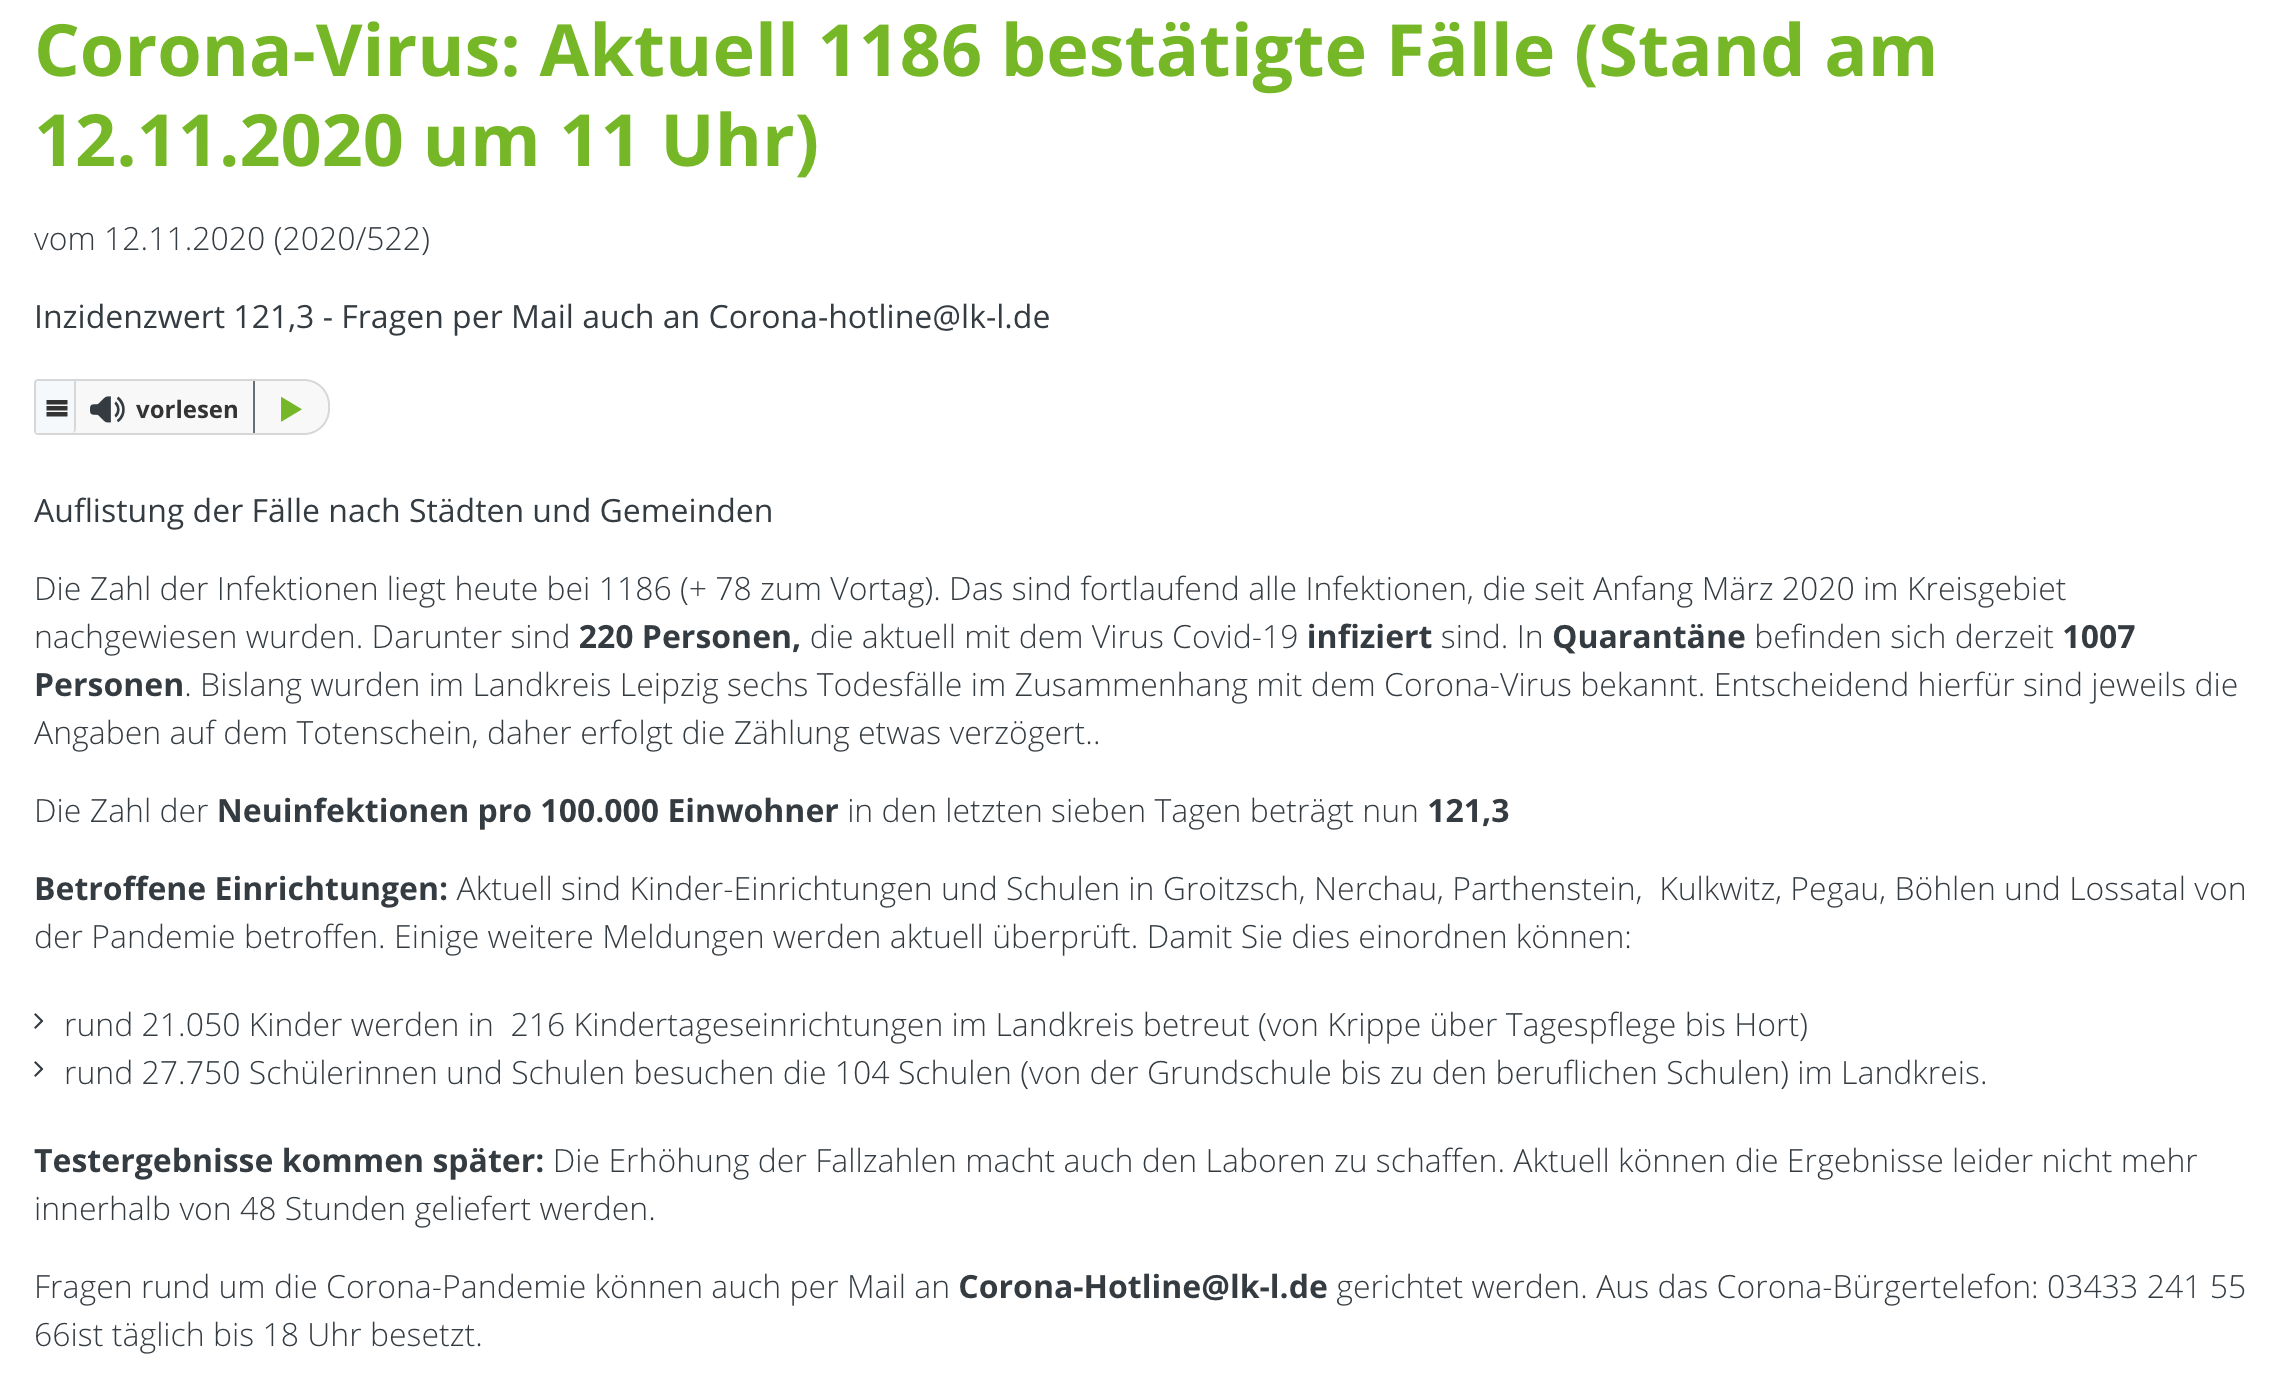 Corona-Virus: Aktuell 1186 bestätigte Fälle (Stand am
12.11.2020 um 11 Uhr)
vom 12.11.2020 (2020/522)
Inzidenzwert 121,3 - Fragen per Mail auch an Corona-hotline@lk-l.de
vorlesen
Auflistung der Fälle nach Städten und Gemeinden
Die Zahl der Infektionen liegt heute bei 1186 (+ 78 zum Vortag). Das sind fortlaufend alle Infektionen, die seit Anfang März 2020 im Kreisgebiet
nachgewiesen wurden. Darunter sind 220 Personen, die aktuell mit dem Virus Covid-19 infiziert sind. In Quarantäne befinden sich derzeit 1007
Personen. Bislang wurden im Landkreis Leipzig sechs Todesfälle im Zusammenhang mit dem Corona-Virus bekannt. Entscheidend hierfür sind jeweils die
Angaben auf dem Totenschein, daher erfolgt die Zählung etwas verzögert..
Die Zahl der Neuinfektionen pro 100.000 Einwohner in den letzten sieben Tagen beträgt nun 121,3
Betroffene Einrichtungen: Aktuell sind Kinder-Einrichtungen und Schulen in Groitzsch, Nerchau, Parthenstein,  Kulkwitz, Pegau, Böhlen und Lossatal von
der Pandemie betroffen. Einige weitere Meldungen werden aktuell überprüft. Damit Sie dies einordnen können:
rund 21.050 Kinder werden in  216 Kindertageseinrichtungen im Landkreis betreut (von Krippe über Tagespflege bis Hort)
rund 27.750 Schülerinnen und Schulen besuchen die 104 Schulen (von der Grundschule bis zu den beruflichen Schulen) im Landkreis.
Testergebnisse kommen später: Die Erhöhung der Fallzahlen macht auch den Laboren zu schaffen. Aktuell können die Ergebnisse leider nicht mehr
innerhalb von 48 Stunden geliefert werden.
Fragen rund um die Corona-Pandemie können auch per Mail an Corona-Hotline@lk-l.de gerichtet werden. Aus das Corona-Bürgertelefon: 03433 241 55
66ist täglich bis 18 Uhr besetzt.